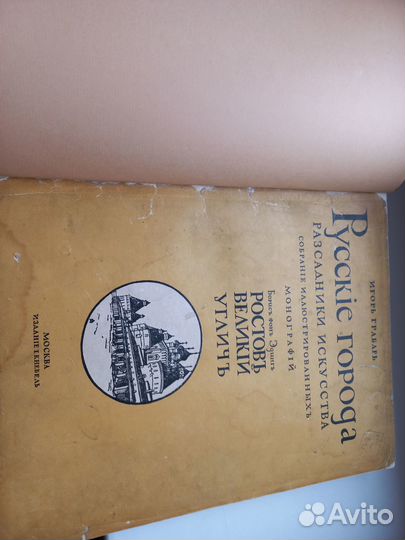 ИГОРЬ ГРАБАРЬ
Русскіе города
РАЗСАДНИКИ ИСКУССТВА
СОБРАНІЕ ИЛЛЮСТРИРОВАННЫХЪ
МОНОГРАФІЙ
Борисъ фонъ Эдингъ
РОСТОВЪ
ВЕЛИКІЙ
УГЛИЧЪ
МОСКВА
ИЗДАНІЕ І. КНЕБЕЛЬ
Avito